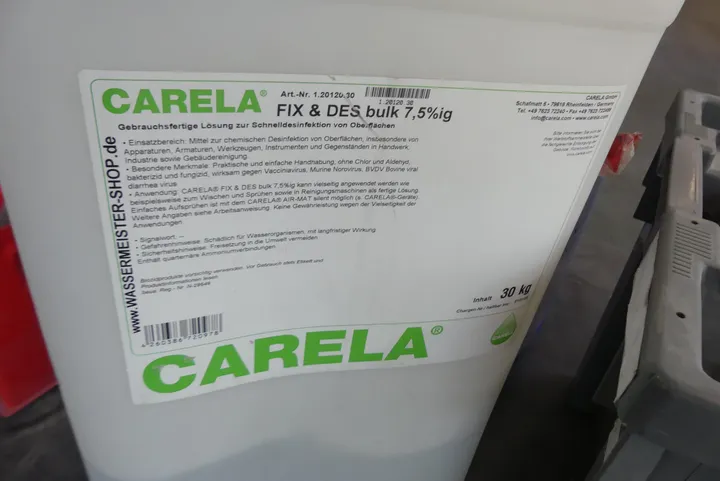 Art.-Nr. 1.20120.30
1.20120.30
CARELA®
FIX & DES bulk 7,5%ig
Gebrauchsfertige Lösung zur Schnelldesinfektion von Oberflächen
CARELA GmbH
Schafmatt 5 • 79618 Rheinfelden / Germany
info@carela.com • www.carela.com
• Einsatzbereich: Mittel zur chemischen Desinfektion von Oberflächen, insbesondere von
Apparaturen, Armaturen, Werkzeugen, Instrumenten und Gegenständen in Handwerk,
Industrie sowie Gebäudereinigung.
• Besondere Merkmale: Praktische und einfache Handhabung, ohne Chlor und Aldehyd,
bakterizid und fungizid, wirksam gegen Vacciniavirus, Murine Norovirus, BVDV Bovine viral
diarrhea virus.
• Anwendung: CARELA® FIX & DES bulk 7,5%ig kann vielseitig angewendet werden wie
beispielsweise zum Waschen und Sprühen sowie in Reinigungsmaschinen als fertige Lösung.
Einfaches Aufsprühen ist mit dem CARELA® AIR-MAT silent möglich (s. CARELA®-Geräte).
Weitere Angaben siehe Arbeitsanweisung. Keine Gewährleistung wegen der Vielseitigkeit der
Anwendungen.
• Signalwort: --
• Gefahrenhinweise: Schädlich für Wasserorganismen, mit langfristiger Wirkung.
• Sicherheitshinweise: Freisetzung in die Umwelt vermeiden.
Enthält quarternäre Ammoniumverbindungen.
Biozidprodukte vorsichtig verwenden. Vor Gebrauch stets Etikett und
Produktinformationen lesen.
WWW.WASSERMEISTER-SHOP.de
Inhalt 30 kg
4 260386 720978
CARELA®